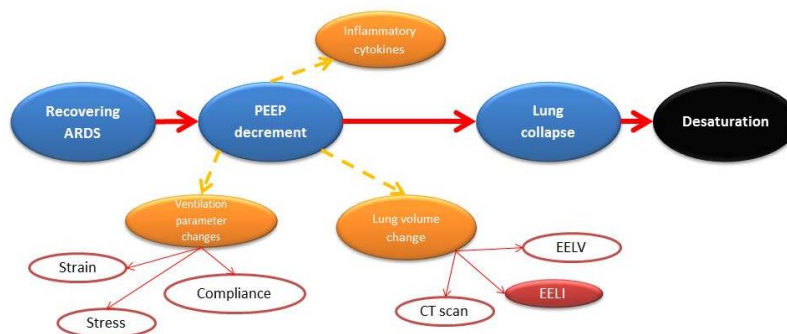 Inflammatory
cytokines
Recovering
ARDS
PEEP
decrement
Lung
collapse
Desaturation
Ventilation
parameter
changes
Lung volume
change
Strain
Stress
Compliance
EELV
EELI
CT scan